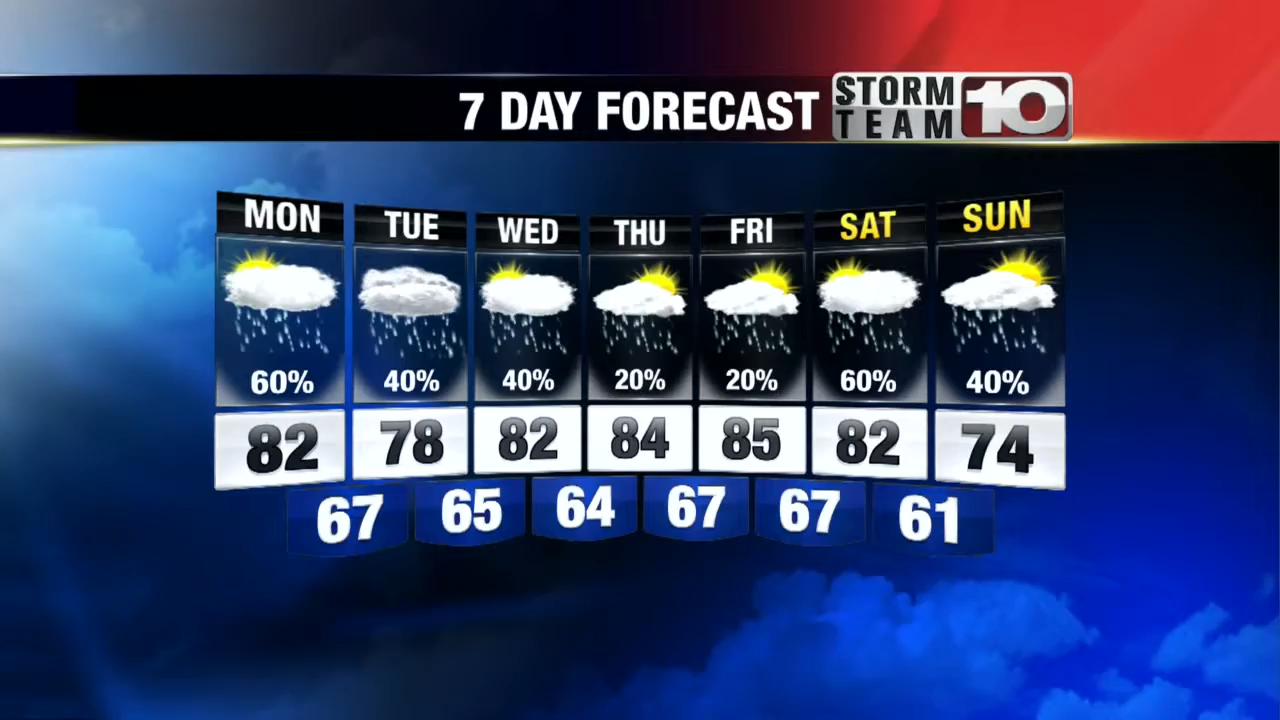 7 DAY FORECAST STORM TEAM 10
MON TUE WED THU FRI SAT SUN
60% 40% 40% 20% 20% 60% 40%
82 78 82 84 85 82 74
67 65 64 67 67 61